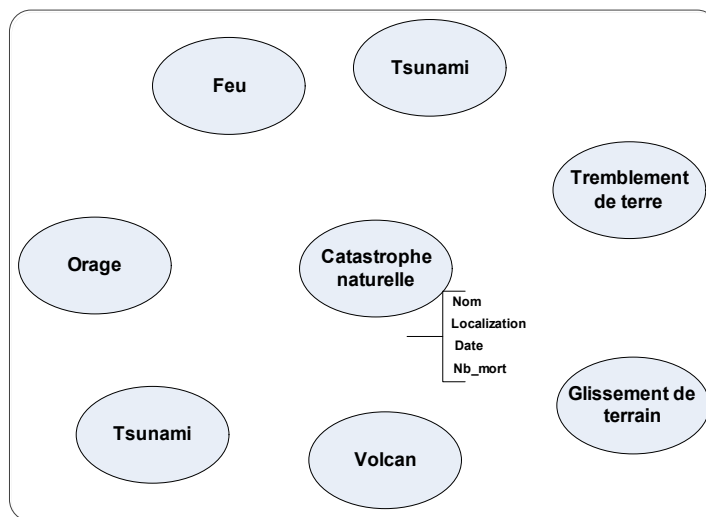 Feu
Tsunami
Tremblement
de terre
Orage
Catastrophe
naturelle
Nom
Localization
Date
Nb_mort
Glissement de
terrain
Tsunami
Volcan